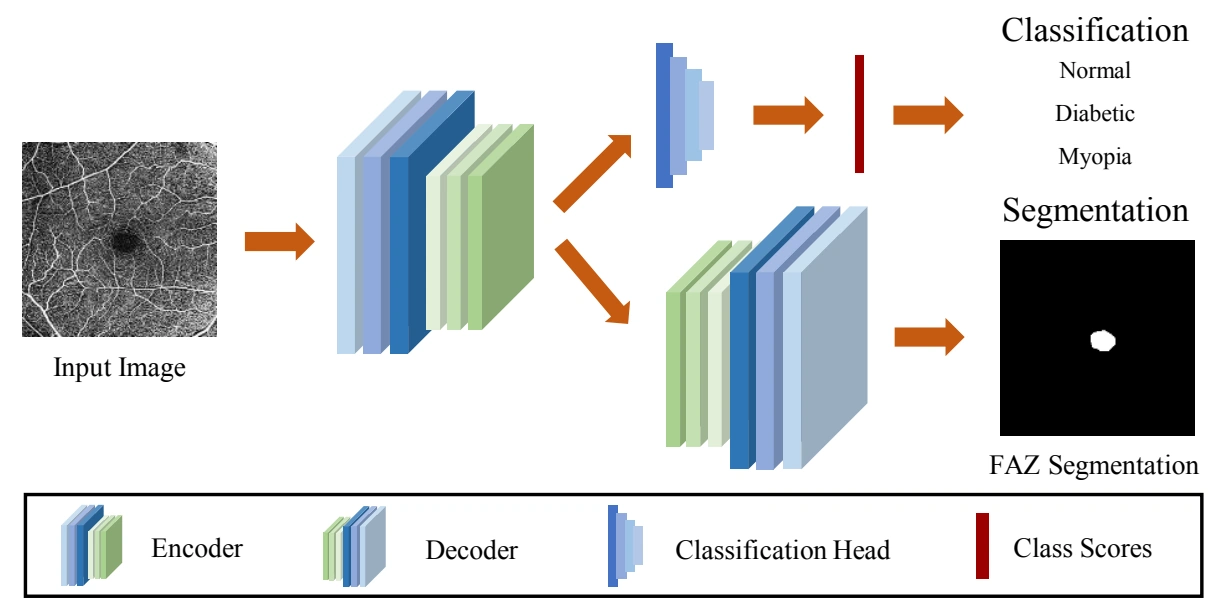 Classification
Normal
Diabetic
Myopia
Input Image
Segmentation
FAZ Segmentation
Encoder
Decoder
Classification Head
Class Scores